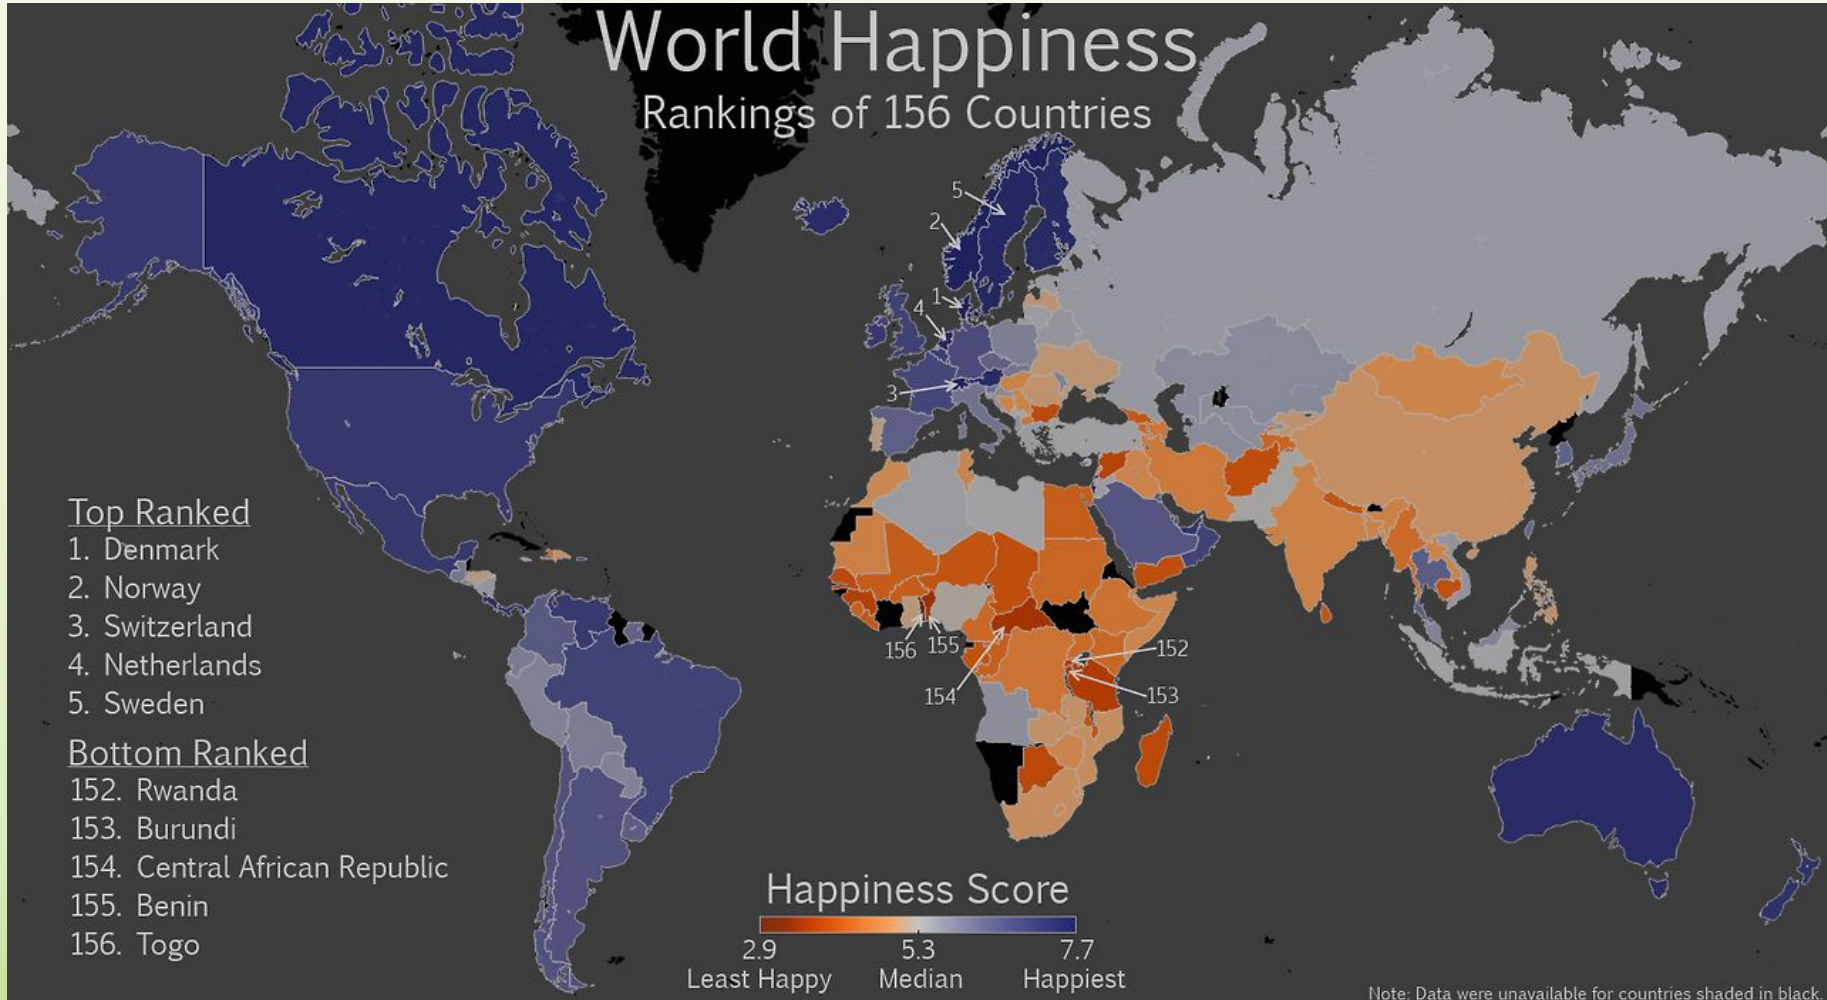 World Happiness
Rankings of 156 Countries
5
2
1
4
3
156
155
154
152
153
Top Ranked
1. Denmark
2. Norway
3. Switzerland
4. Netherlands
5. Sweden
Bottom Ranked
152. Rwanda
153. Burundi
154. Central African Republic
155. Benin
156. Togo
Happiness Score
2.9 5.3 7.7
Least Happy Median Happiest
Note: Data were unavailable for countries shaded in black.